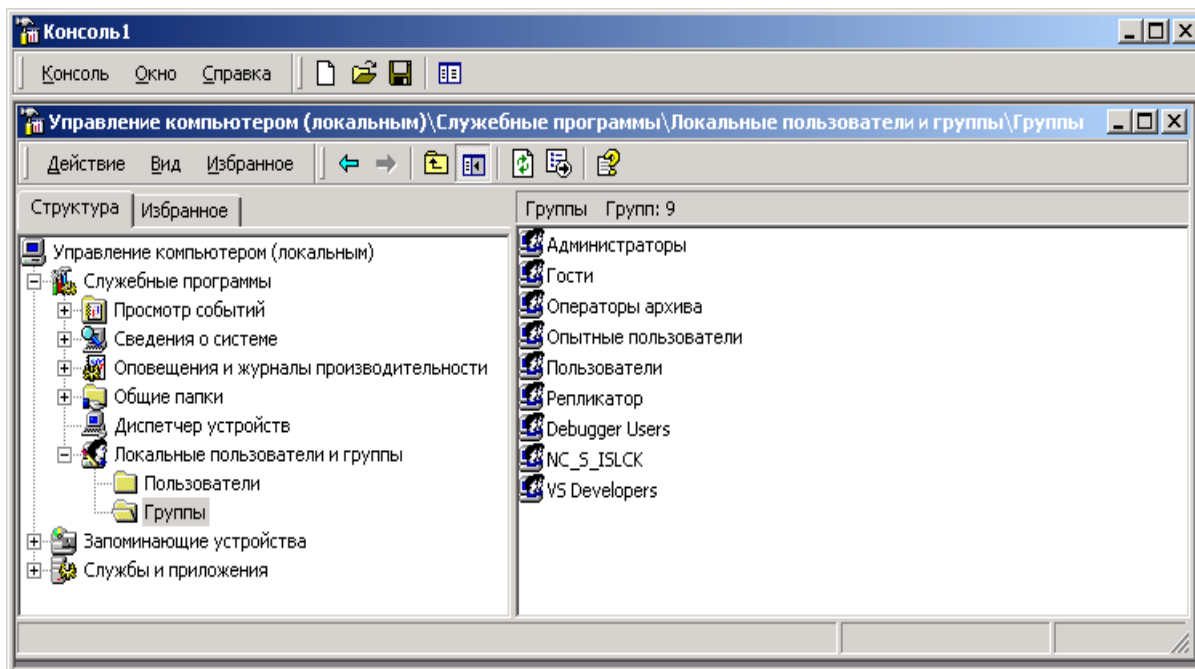 Консоль1
Консоль Окно Справка
Управление компьютером (локальным)\Служебные программы\Локальные пользователи и группы\Группы
Действие Вид Избранное
Структура Избранное
Управление компьютером (локальным)
Служебные программы
Просмотр событий
Сведения о системе
Оповещения и журналы производительности
Общие папки
Диспетчер устройств
Локальные пользователи и группы
Пользователи
Группы
Запоминающие устройства
Службы и приложения
Группы Групп: 9
Администраторы
Гости
Операторы архива
Опытные пользователи
Пользователи
Репликатор
Debugger Users
NC_S_ISLCK
VS Developers